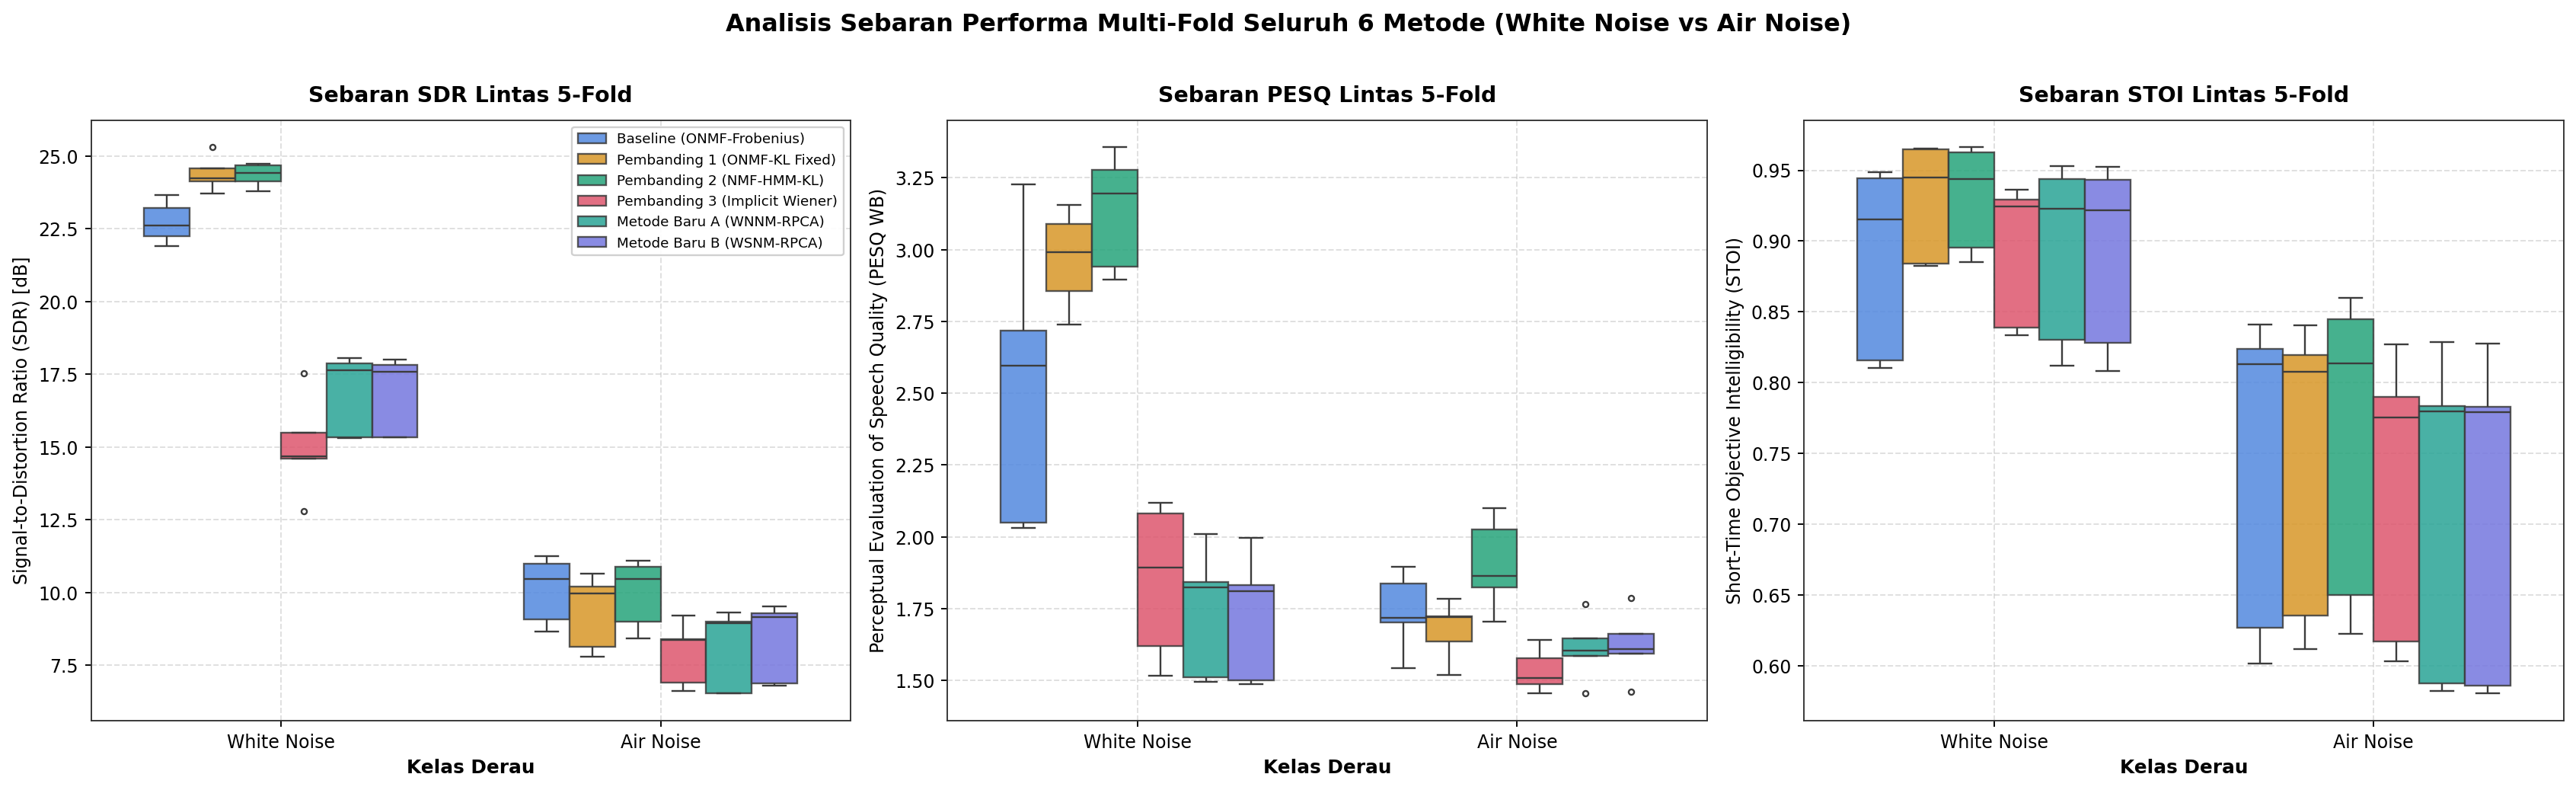 Analisis Sebaran Performa Multi-Fold Seluruh 6 Metode (White Noise vs Air Noise)
Sebaran SDR Lintas 5-Fold
Signal-to-Distortion Ratio (SDR) [dB]
25.0
22.5
20.0
17.5
15.0
12.5
10.0
7.5
Baseline (ONMF-Frobenius)
Pembanding 1 (ONMF-KL Fixed)
Pembanding 2 (NMF-HMM-KL)
Pembanding 3 (Implicit Wiener)
Metode Baru A (WNNM-RPCA)
Metode Baru B (WSNM-RPCA)
White Noise
Air Noise
Kelas Derau
Sebaran PESQ Lintas 5-Fold
Perceptual Evaluation of Speech Quality (PESQ WB)
3.25
3.00
2.75
2.50
2.25
2.00
1.75
1.50
White Noise
Air Noise
Kelas Derau
Sebaran STOI Lintas 5-Fold
Short-Time Objective Intelligibility (STOI)
0.95
0.90
0.85
0.80
0.75
0.70
0.65
0.60
White Noise
Air Noise
Kelas Derau